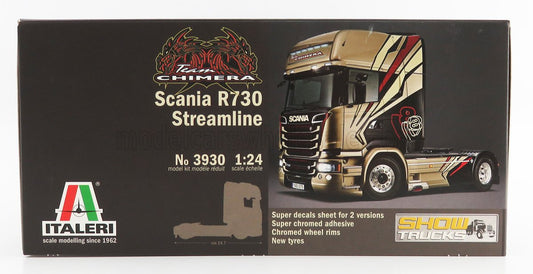 Team
CHIMERA
Scania R730
Streamline
No 3930 1:24
model kit modèle réduit scale échelle
ITALERI
scale modelling since 1962
SCANIA
Super decals sheet for 2 versions
Super chromed adhesive
Chromed wheel rims
New tyres
SHOW
TRUCKS